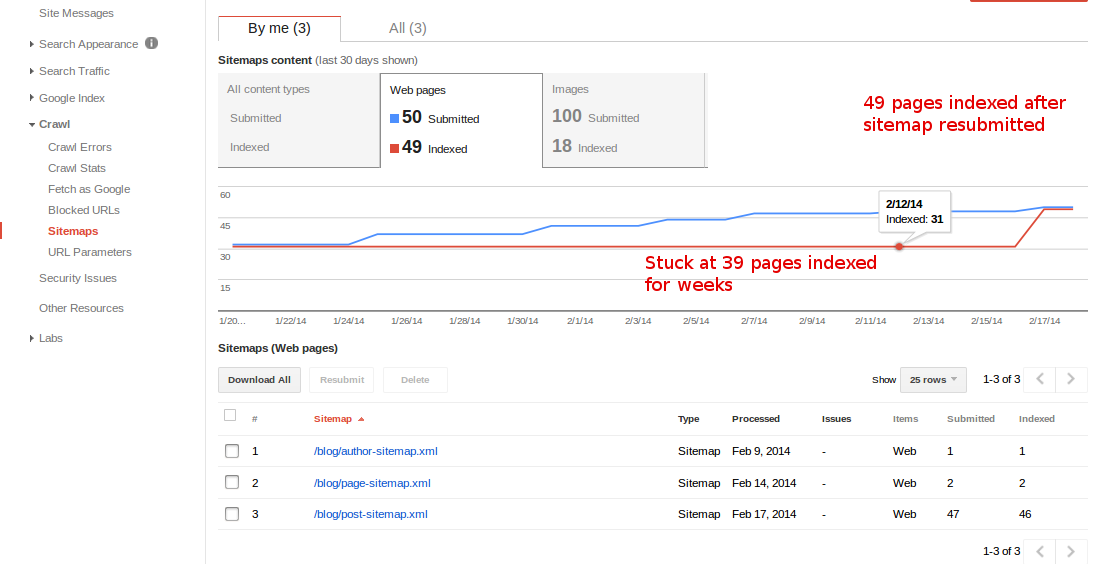 Site Messages
Search Appearance i
Search Traffic
Google Index
Crawl
Crawl Errors
Crawl Stats
Fetch as Google
Blocked URLs
Sitemaps
URL Parameters
Security Issues
Other Resources
Labs
By me (3) All (3)
Sitemaps content (last 30 days shown)
All content types
Submitted
Indexed
Web pages
50 Submitted
49 Indexed
Images
100 Submitted
18 Indexed
49 pages indexed after
sitemap resubmitted
60
45
30
15
2/12/14
Indexed: 31
Stuck at 39 pages indexed
for weeks
1/20... 1/22/14 1/24/14 1/26/14 1/28/14 1/30/14 2/1/14 2/3/14 2/5/14 2/7/14 2/9/14 2/11/14 2/13/14 2/15/14 2/17/14
Sitemaps (Web pages)
Download All Resubmit Delete Show 25 rows 1-3 of 3
# Sitemap Type Processed Issues Items Submitted Indexed
1 /blog/author-sitemap.xml Sitemap Feb 9, 2014 - Web 1 1
2 /blog/page-sitemap.xml Sitemap Feb 14, 2014 - Web 2 2
3 /blog/post-sitemap.xml Sitemap Feb 17, 2014 - Web 47 46
1-3 of 3